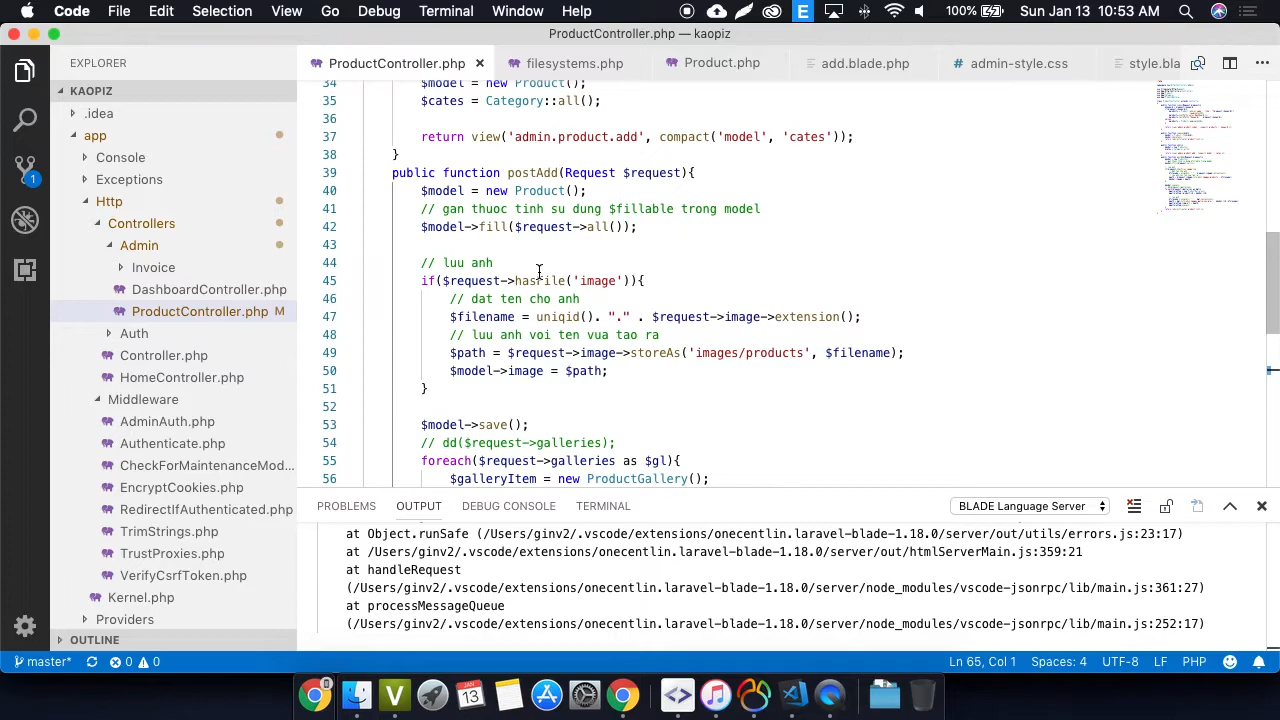 Code File Edit Selection View Go Debug Terminal Window Help 100% Sun Jan 13 10:53 AM
ProductController.php — kaopiz
EXPLORER
ProductController.php filesystems.php Product.php add.blade.php admin-style.css style.bla
KAOPIZ
.idea
app
Console
Exceptions
Http
Controllers
Admin
Invoice
DashboardController.php
ProductController.php M
Auth
Controller.php
HomeController.php
Middleware
AdminAuth.php
Authenticate.php
CheckForMaintenanceMod...
EncryptCookies.php
RedirectIfAuthenticated.php
TrimStrings.php
TrustProxies.php
VerifyCsrfToken.php
Kernel.php
Providers
OUTLINE
34 $model = new Product();
35 $cates = Category::all();
36
37 return view('admin.product.add', compact('model', 'cates'));
38 }
39 public function postAdd(Request $request){
40 $model = new Product();
41 // gan thuoc tinh su dung $fillable trong model
42 $model->fill($request->all());
43
44 // luu anh
45 if($request->hasFile('image')){
46 // dat ten cho anh
47 $filename = uniqid(). "." . $request->image->extension();
48 // luu anh voi ten vua tao ra
49 $path = $request->image->storeAs('images/products', $filename);
50 $model->image = $path;
51 }
52
53 $model->save();
54 // dd($request->galleries);
55 foreach($request->galleries as $gl){
56 $galleryItem = new ProductGallery();
PROBLEMS OUTPUT DEBUG CONSOLE TERMINAL BLADE Language Server
at Object.runSafe (/Users/ginv2/.vscode/extensions/onecentlin.laravel-blade-1.18.0/server/out/utils/errors.js:23:17)
at /Users/ginv2/.vscode/extensions/onecentlin.laravel-blade-1.18.0/server/out/htmlServerMain.js:359:21
at handleRequest
(/Users/ginv2/.vscode/extensions/onecentlin.laravel-blade-1.18.0/server/node_modules/vscode-jsonrpc/lib/main.js:361:27)
at processMessageQueue
(/Users/ginv2/.vscode/extensions/onecentlin.laravel-blade-1.18.0/server/node_modules/vscode-jsonrpc/lib/main.js:252:17)
master* 0 0 Ln 65, Col 1 Spaces: 4 UTF-8 LF PHP